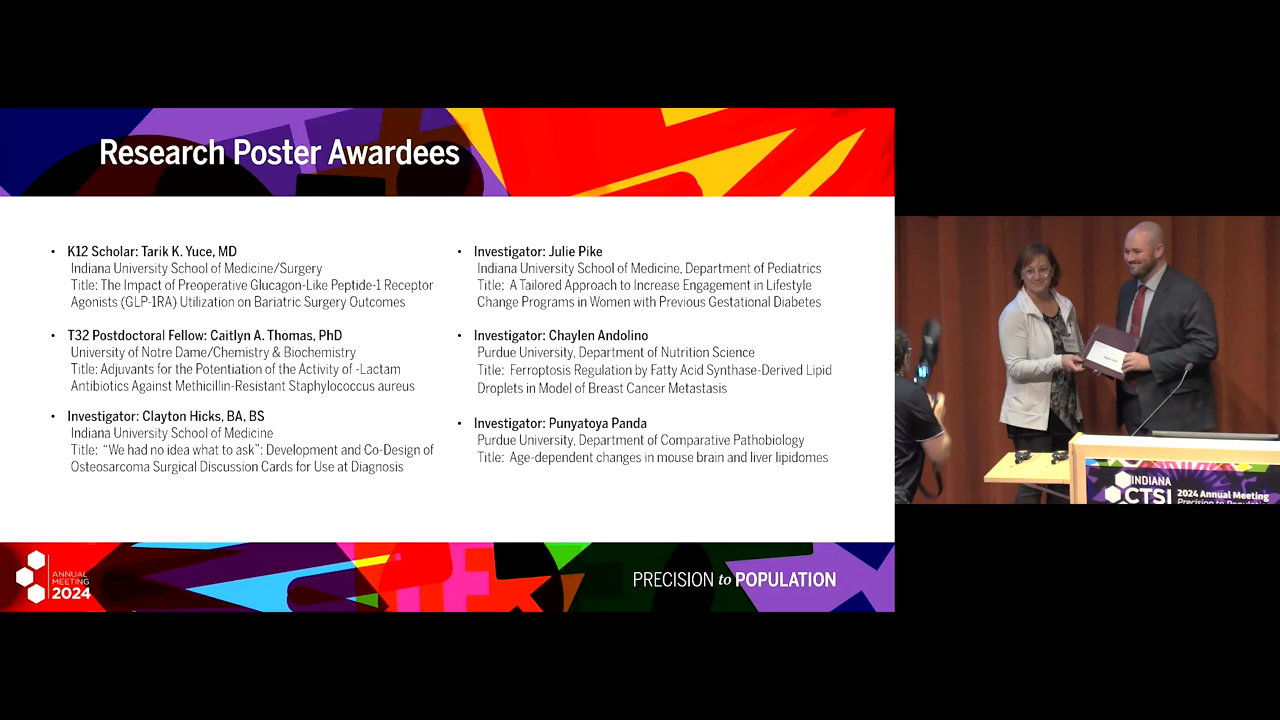 Research Poster Awardees
• K12 Scholar: Tarik K. Yuce, MD
Indiana University School of Medicine/Surgery
Title: The Impact of Preoperative Glucagon-Like Peptide-1 Receptor
Agonists (GLP-1RA) Utilization on Bariatric Surgery Outcomes
• T32 Postdoctoral Fellow: Caitlyn A. Thomas, PhD
University of Notre Dame/Chemistry & Biochemistry
Title: Adjuvants for the Potentiation of the Activity of -Lactam
Antibiotics Against Methicillin-Resistant Staphylococcus aureus
• Investigator: Clayton Hicks, BA, BS
Indiana University School of Medicine
Title: “We had no idea what to ask”: Development and Co-Design of
Osteosarcoma Surgical Discussion Cards for Use at Diagnosis
• Investigator: Julie Pike
Indiana University School of Medicine, Department of Pediatrics
Title: A Tailored Approach to Increase Engagement in Lifestyle
Change Programs in Women with Previous Gestational Diabetes
• Investigator: Chaylen Andolino
Purdue University, Department of Nutrition Science
Title: Ferroptosis Regulation by Fatty Acid Synthase-Derived Lipid
Droplets in Model of Breast Cancer Metastasis
• Investigator: Punyatoya Panda
Purdue University, Department of Comparative Pathobiology
Title: Age-dependent changes in mouse brain and liver lipidomes
ANNUAL
MEETING
2024
PRECISION to POPULATION
INDIANA
CTSI
2024 Annual Meeting
Precision to